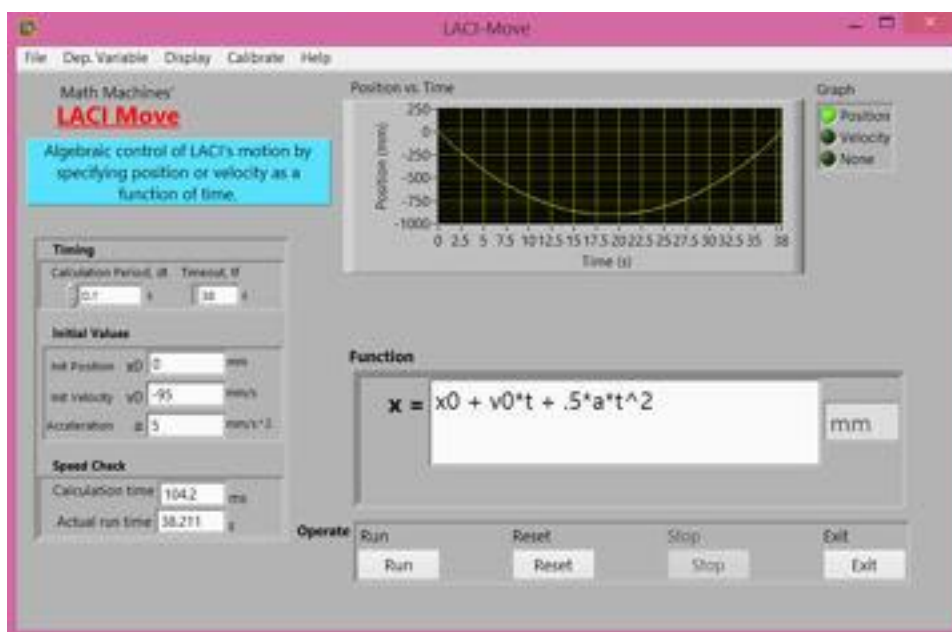 LACI-Move
File Dep. Variable Display Calibrate Help
Math Machines'
LACI Move
Algebraic control of LACI's motion by
specifying position or velocity as a
function of time.
Position vs. Time
Position (mm)
250
0
-250
-500
-750
-1000
0 2.5 5 7.5 10 12.5 15 17.5 20 22.5 25 27.5 30 32.5 35 38
Time (s)
Graph
Position
Velocity
None
Timing
Calculation Period, dt Timeout, tf
0.1 s 38 s
Initial Values
Init Position x0 0 mm
Init Velocity v0 -95 mm/s
Acceleration a 5 mm/s^2
Speed Check
Calculation time 104.2 ms
Actual run time 38.211 s
Function
x = x0 + v0*t + .5*a*t^2
mm
Operate
Run Reset Stop Exit
Run Reset Stop Exit